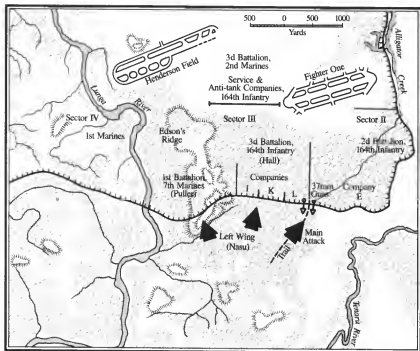 500 0 500 1000
Yards
Alligator
Creek
Henderson Field
3d Battalion,
2nd Marines
Fighter One
Service &
Anti-tank Companies,
164th Infantry
Lunga
River
Sector IV
1st Marines
Edson's
Ridge
Sector III
Sector II
3d Battalion,
164th Infantry
(Hall)
2d Battalion,
164th Infantry
1st Battalion,
7th Marines
(Puller)
Companies
I K L
37mm
Guns
Company
E
Left Wing
(Nasu)
Trail
Main
Attack
River